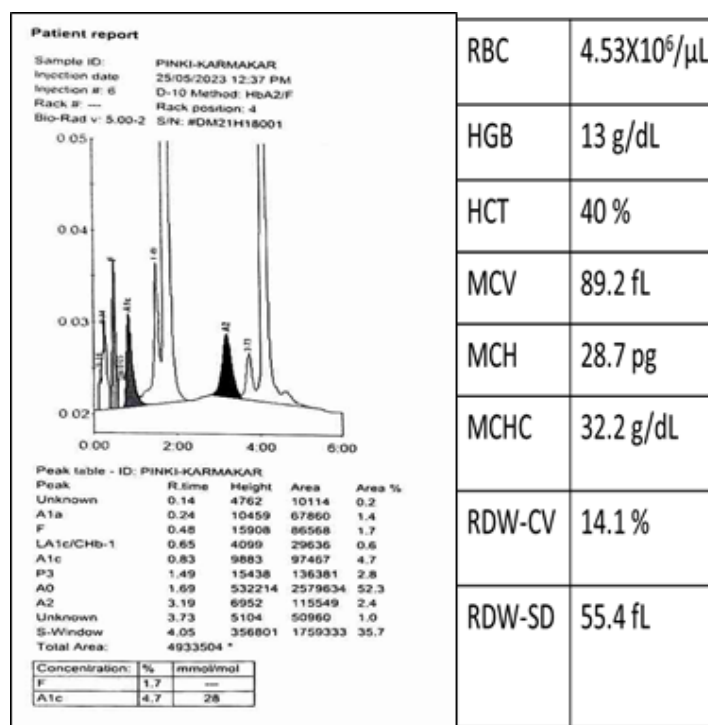 Patient report
Sample ID: PINKI-KARMAKAR
Injection date 25/05/2023 12:37 PM
Injection #: 6 D-10 Method: HbA2/F
Rack #: --- Rack position: 4
Bio-Rad v: 5.00-2 S/N: #DM21H18001
0.05
0.04
0.03
0.02
A1c
A2
0:00 2:00 4:00 6:00
Peak table - ID: PINKI-KARMAKAR
Peak R.time Height Area Area %
Unknown 0.14 4762 10114 0.2
A1a 0.24 10459 67860 1.4
F 0.48 15908 86568 1.7
LA1c/CHb-1 0.65 4099 29636 0.6
A1c 0.83 9883 97467 4.7
P3 1.49 15438 136381 2.8
A0 1.69 532214 2579634 52.3
A2 3.19 6952 115549 2.4
Unknown 3.73 5104 50960 1.0
S-Window 4.05 356801 1759333 35.7
Total Area: 4933504 *
Concentration: % mmol/mol
F 1.7 ---
A1c 4.7 28
RBC 4.53X10⁶/µL
HGB 13 g/dL
HCT 40 %
MCV 89.2 fL
MCH 28.7 pg
MCHC 32.2 g/dL
RDW-CV 14.1 %
RDW-SD 55.4 fL